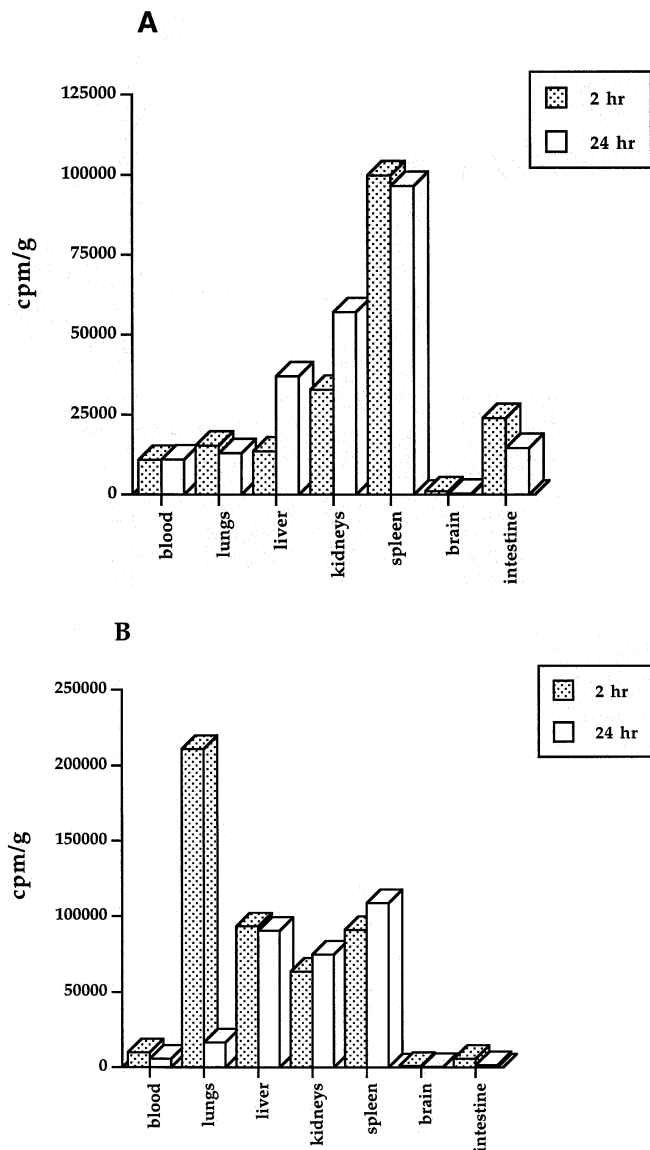 A
125000
100000
75000
50000
25000
0
cpm/g
2 hr
24 hr
blood
lungs
liver
kidneys
spleen
brain
intestine
B
250000
200000
150000
100000
50000
0
cpm/g
2 hr
24 hr
blood
lungs
liver
kidneys
spleen
brain
intestine